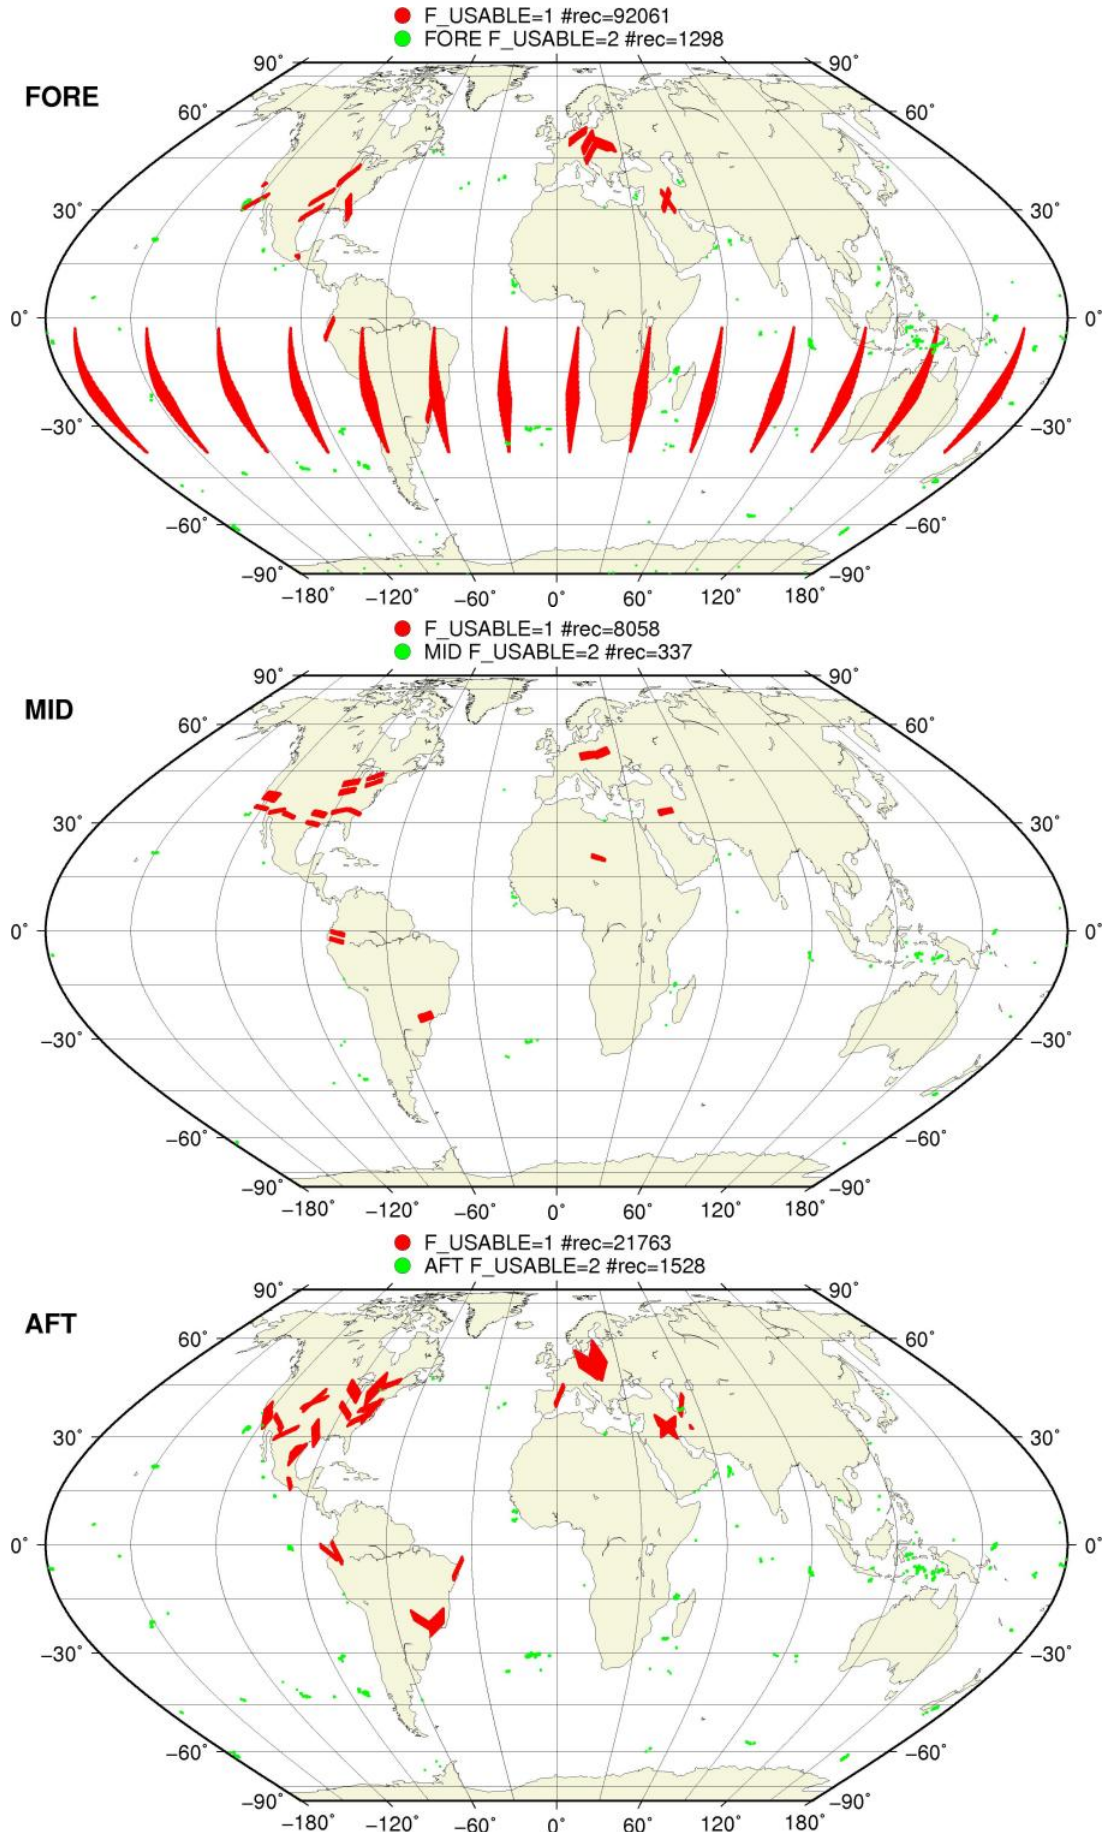 F_USABLE=1 #rec=92061
FORE F_USABLE=2 #rec=1298
FORE
90° 90°
60° 60°
30° 30°
0° 0°
−30° −30°
−60° −60°
−90° −90°
−180° −120° −60° 0° 60° 120° 180°
F_USABLE=1 #rec=8058
MID F_USABLE=2 #rec=337
MID
90° 90°
60° 60°
30° 30°
0° 0°
−30° −30°
−60° −60°
−90° −90°
−180° −120° −60° 0° 60° 120° 180°
F_USABLE=1 #rec=21763
AFT F_USABLE=2 #rec=1528
AFT
90° 90°
60° 60°
30° 30°
0° 0°
−30° −30°
−60° −60°
−90° −90°
−180° −120° −60° 0° 60° 120° 180°